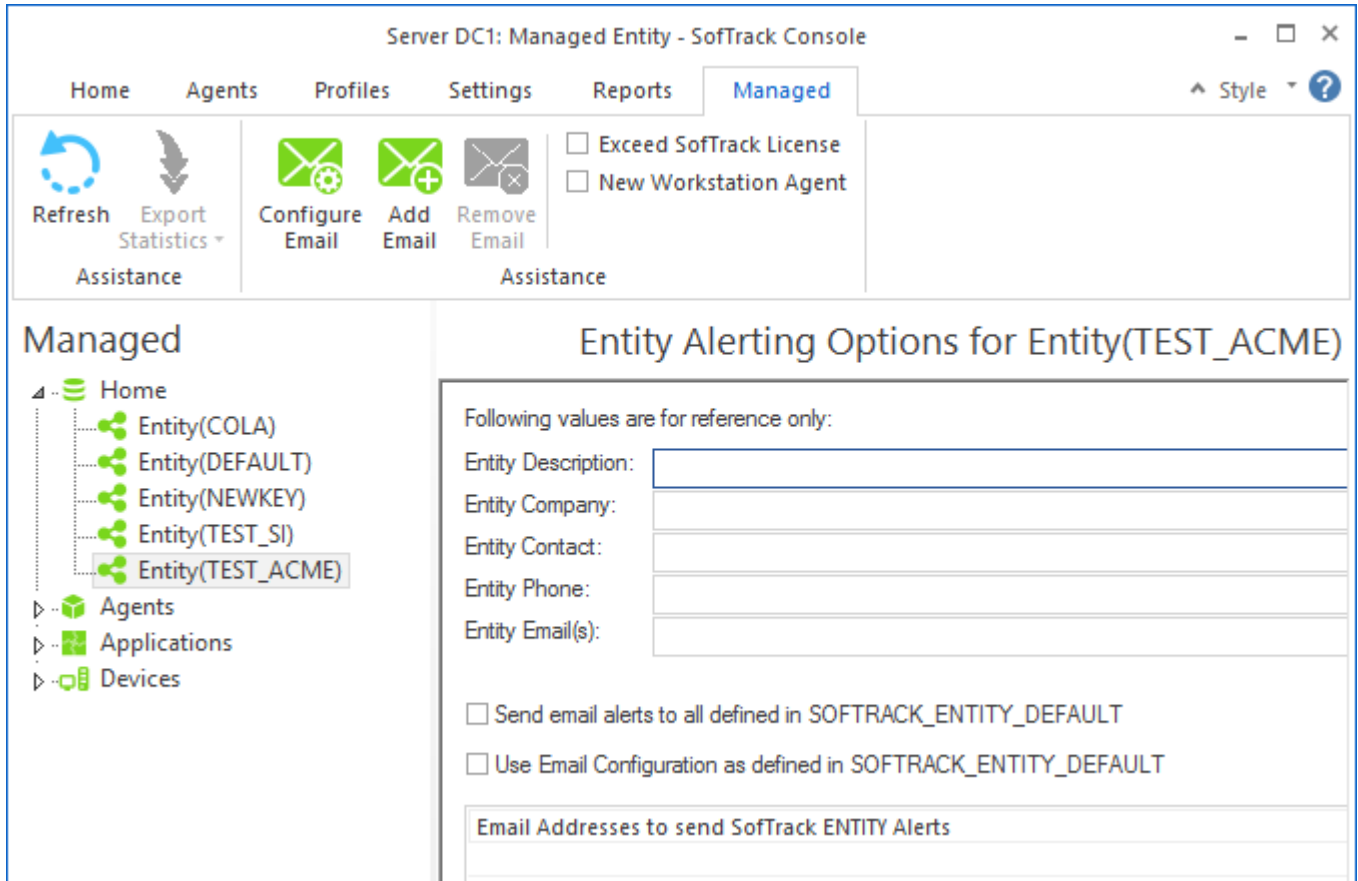 Server DC1: Managed Entity - SofTrack Console
Home Agents Profiles Settings Reports Managed Style ?
Exceed SofTrack License
New Workstation Agent
Refresh Export Statistics Configure Email Add Email Remove Email
Assistance Assistance
Managed
Home
Entity(COLA)
Entity(DEFAULT)
Entity(NEWKEY)
Entity(TEST_SI)
Entity(TEST_ACME)
Agents
Applications
Devices
Entity Alerting Options for Entity(TEST_ACME)
Following values are for reference only:
Entity Description:
Entity Company:
Entity Contact:
Entity Phone:
Entity Email(s):
Send email alerts to all defined in SOFTRACK_ENTITY_DEFAULT
Use Email Configuration as defined in SOFTRACK_ENTITY_DEFAULT
Email Addresses to send SofTrack ENTITY Alerts